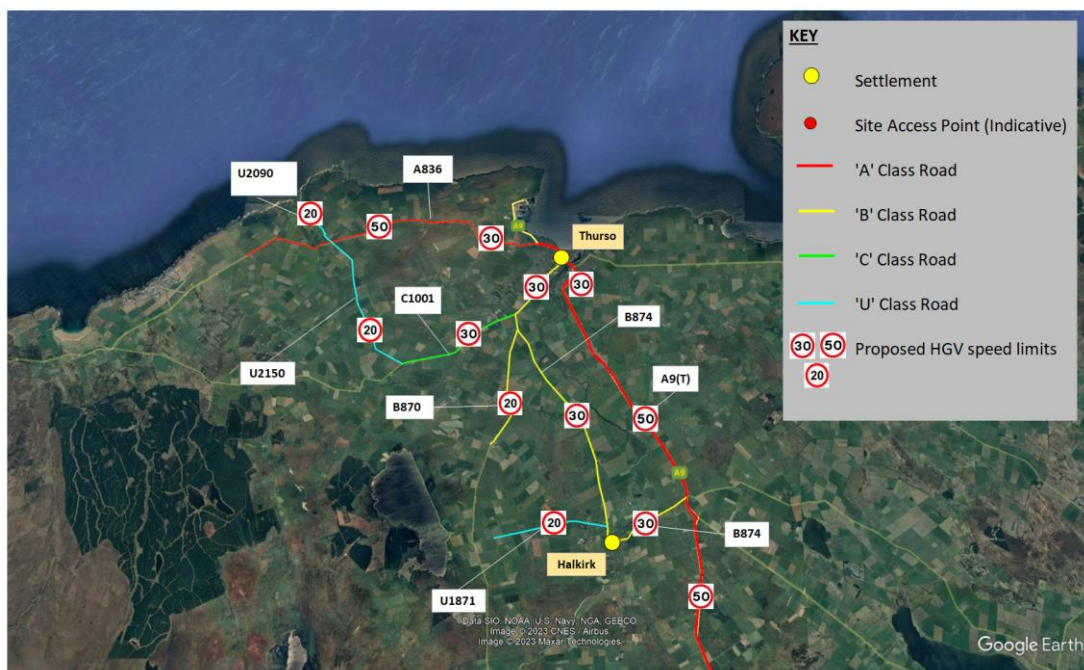 KEY
Settlement
Site Access Point (Indicative)
'A' Class Road
'B' Class Road
'C' Class Road
'U' Class Road
30 50 Proposed HGV speed limits
20
U2090
A836
20
50
30
A9
Thurso
30
30
C1001
B874
30
20
U2150
A9(T)
B870
20
30
50
A9
20
30
B874
Halkirk
U1871
50
Data SIO, NOAA, U.S. Navy, NGA, GEBCO
Image © 2023 CNES / Airbus
Image © 2023 Maxar Technologies
Google Earth